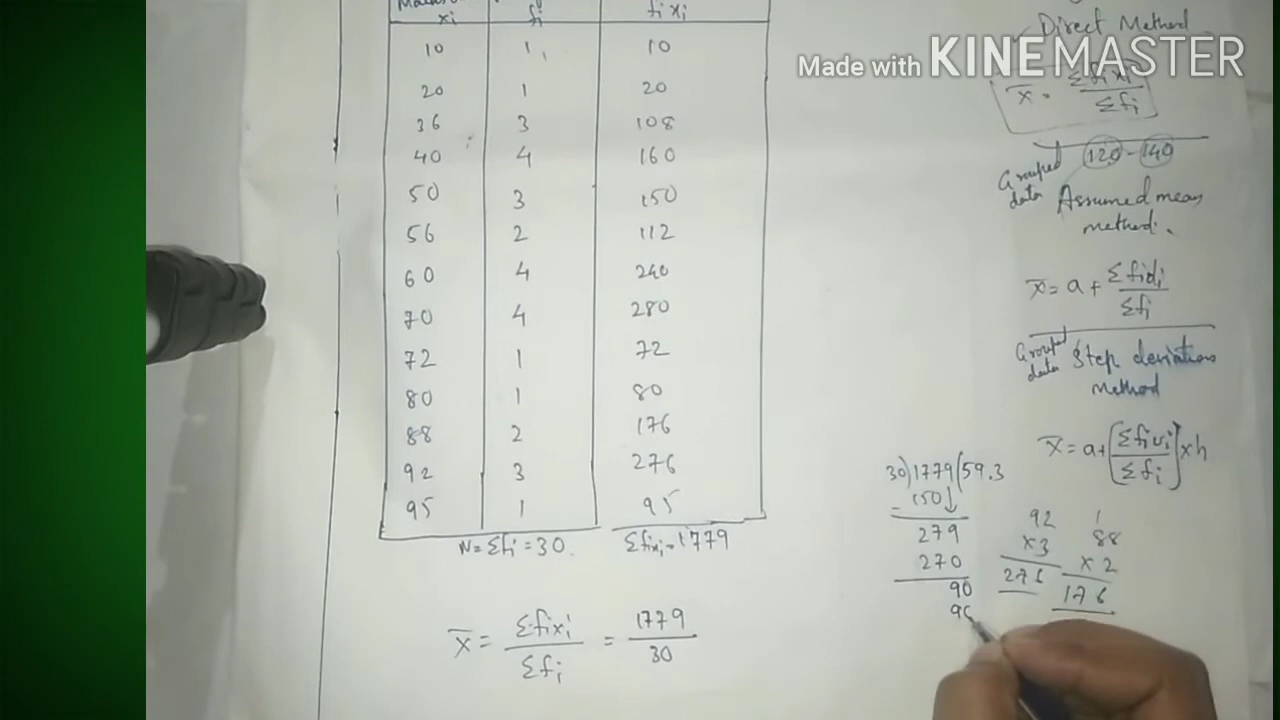 Made with KINEMASTER
xi fi fixi
10 1 10
20 1 20
36 3 108
40 4 160
50 3 150
56 2 112
60 4 240
70 4 280
72 1 72
80 1 80
88 2 176
92 3 276
95 1 95
N = Σfi = 30. Σfixi = 1779
x̄ = Σfixi / Σfi = 1779 / 30
Direct Method
x̄ = Σfixi / Σfi
120 - 140
Grouped data
Assumed mean method.
x̄ = a + Σfidi / Σfi
Grouped data
Step deviations Method
x̄ = a + (Σfiui / Σfi) x h
30)1779(59.3
- 150↓
279
270
90
90
92
x 3
276
1
88
x 2
176